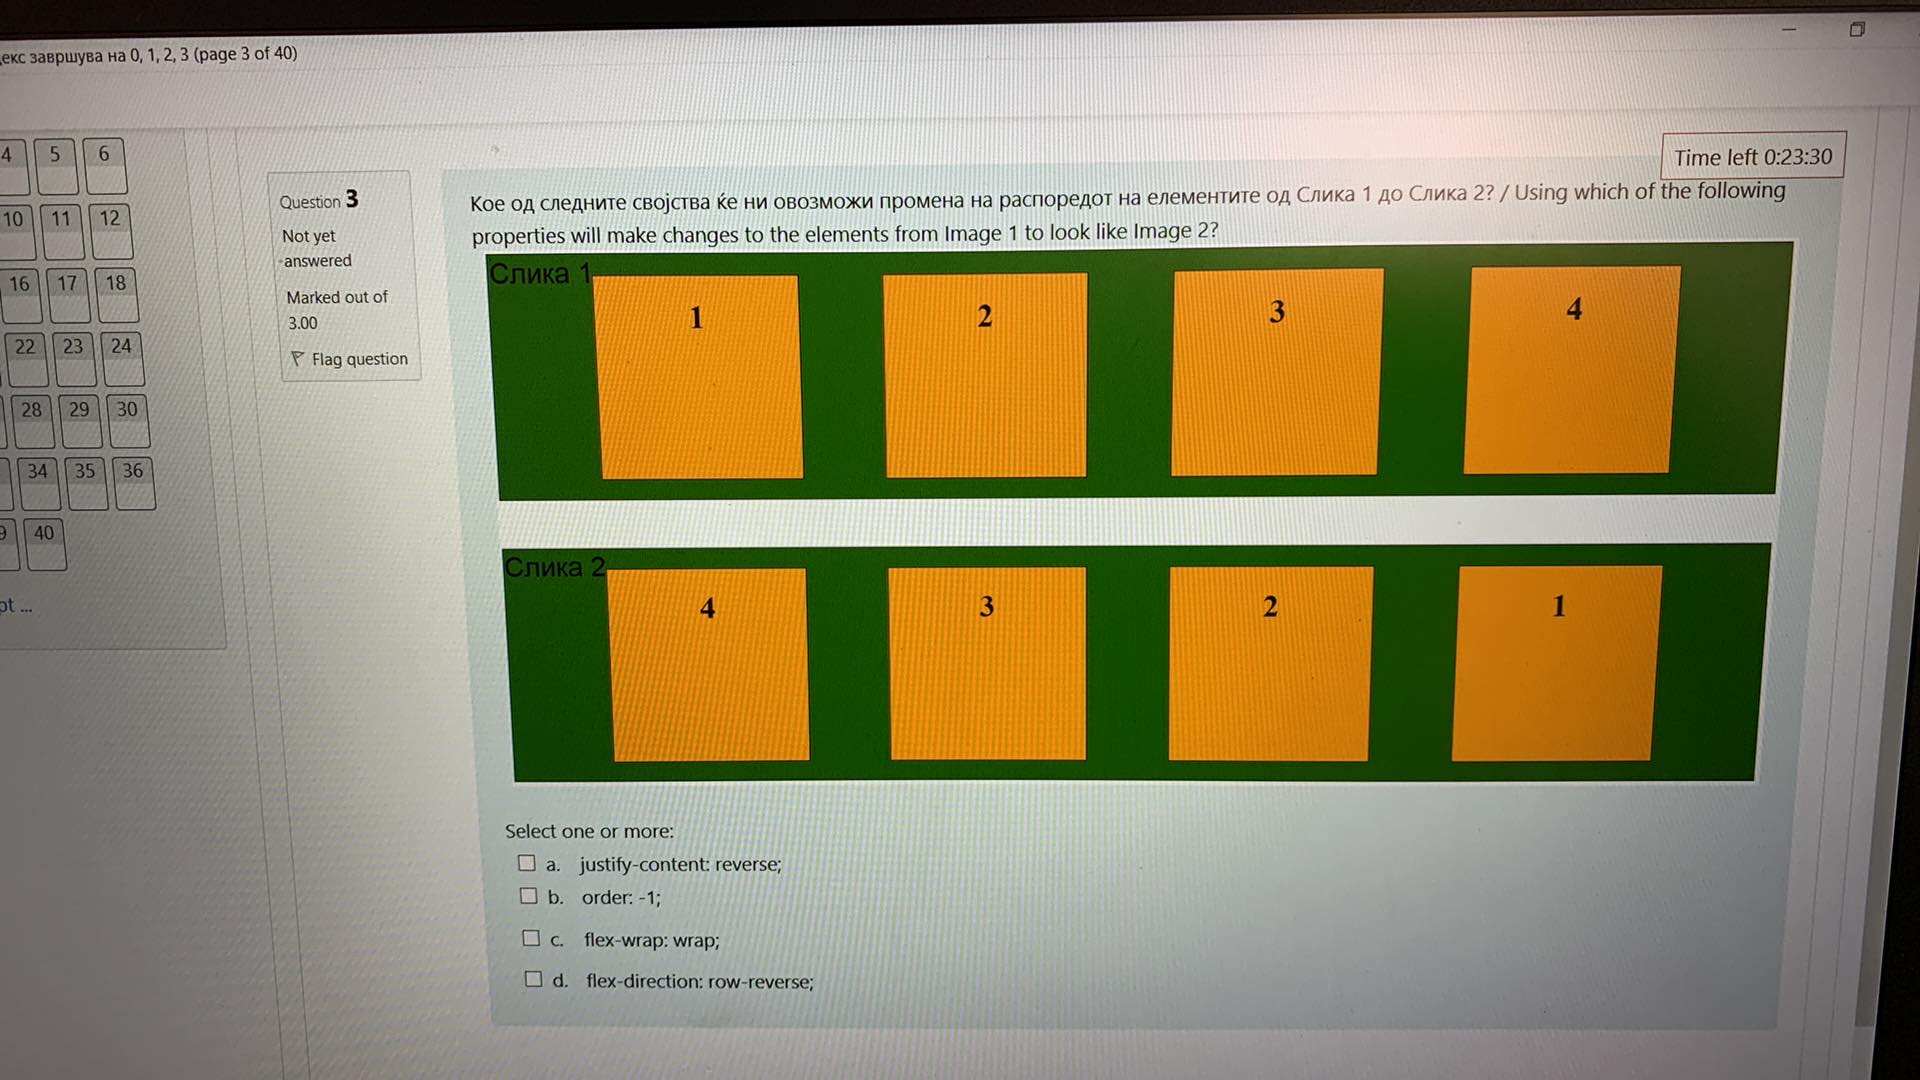 завршува на 0, 1, 2, 3 (page 3 of 40)
Time left 0:23:30
4 5 6
10 11 12
16 17 18
22 23 24
28 29 30
34 35 36
40
Question 3
Not yet
answered
Marked out of
3.00
Flag question
Кое од следните својства ќе ни овозможи промена на распоредот на елементите од Слика 1 до Слика 2? / Using which of the following
properties will make changes to the elements from Image 1 to look like Image 2?
Слика 1
1 2 3 4
Слика 2
4 3 2 1
Select one or more:
a. justify-content: reverse;
b. order: -1;
c. flex-wrap: wrap;
d. flex-direction: row-reverse;